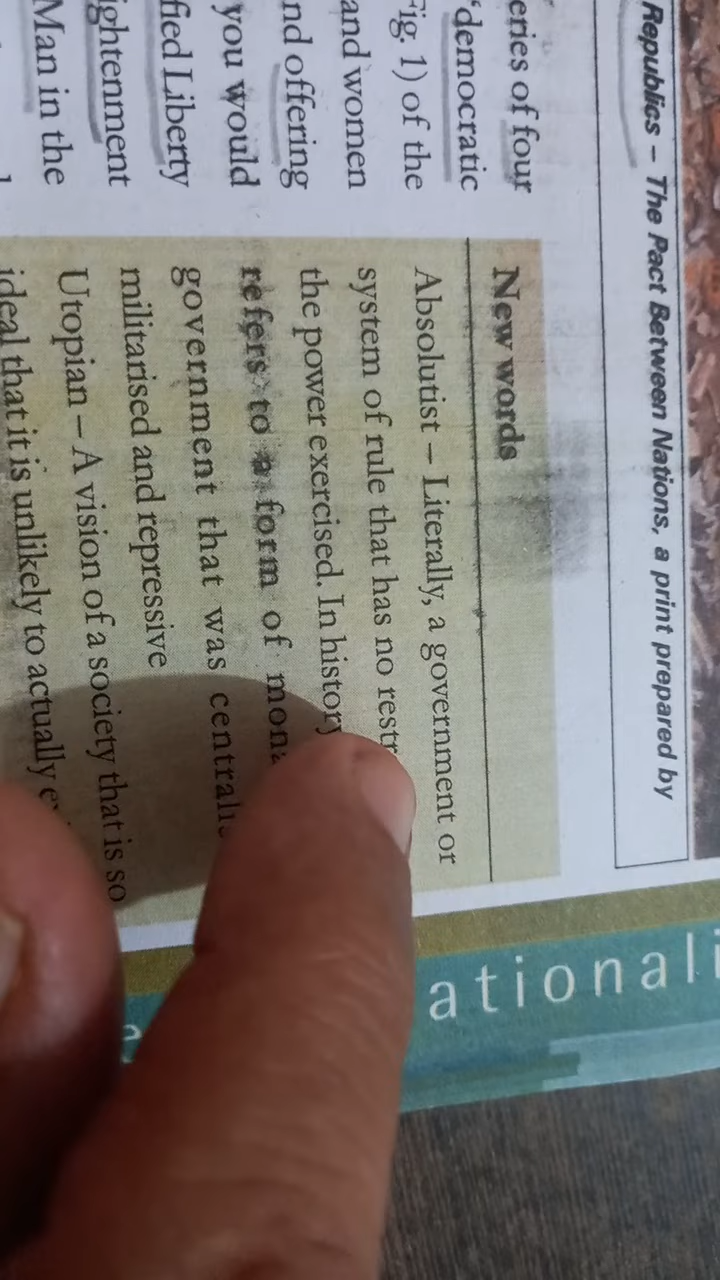 Republics – The Pact Between Nations, a print prepared by
eries of four
'democratic
Fig. 1) of the
and women
nd offering
you would
fied Liberty
ightenment
Man in the
New words
Absolutist – Literally, a government or
system of rule that has no restr
the power exercised. In history
refers to a form of mona
government that was centralis
militarised and repressive
Utopian – A vision of a society that is so
ideal that it is unlikely to actually ex
ationali